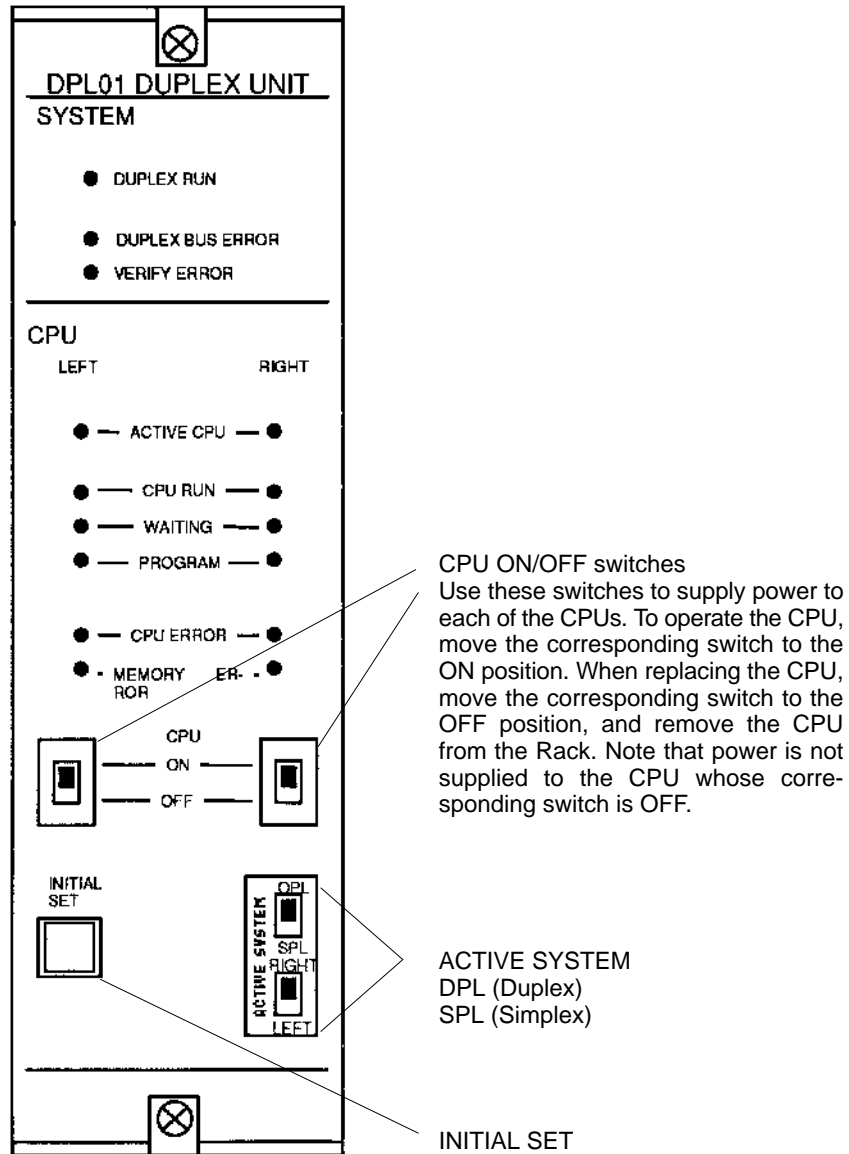 DPL01 DUPLEX UNIT
SYSTEM
DUPLEX RUN
DUPLEX BUS ERROR
VERIFY ERROR
CPU
LEFT RIGHT
ACTIVE CPU
CPU RUN
WAITING
PROGRAM
CPU ERROR
MEMORY ER-
ROR
CPU
ON
OFF
INITIAL
SET
ACTIVE SYSTEM
DPL
SPL
RIGHT
LEFT
CPU ON/OFF switches
Use these switches to supply power to
each of the CPUs. To operate the CPU,
move the corresponding switch to the
ON position. When replacing the CPU,
move the corresponding switch to the
OFF position, and remove the CPU
from the Rack. Note that power is not
supplied to the CPU whose corre-
sponding switch is OFF.
ACTIVE SYSTEM
DPL (Duplex)
SPL (Simplex)
INITIAL SET